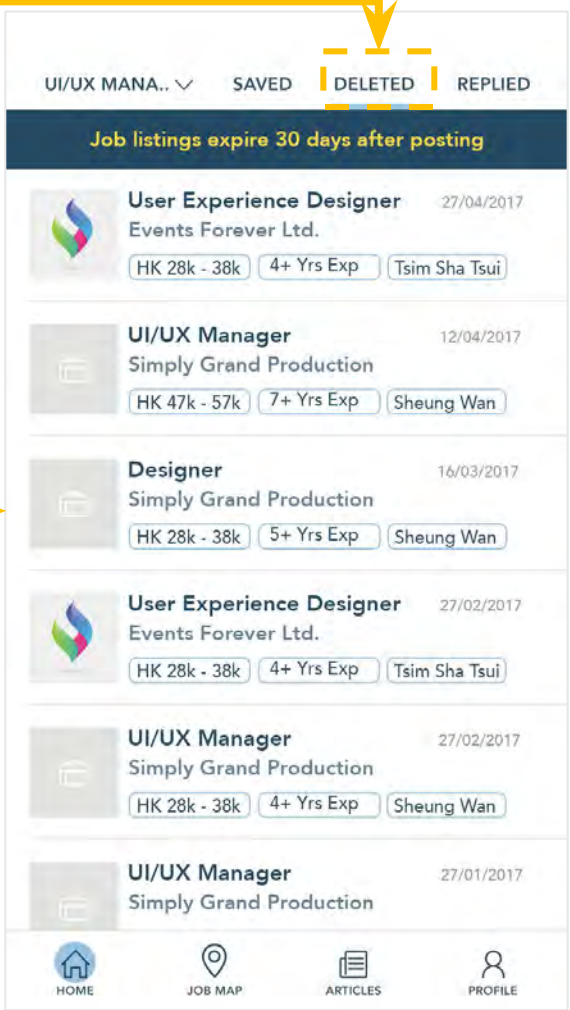 UI/UX MANA.. SAVED DELETED REPLIED
Job listings expire 30 days after posting
User Experience Designer 27/04/2017
Events Forever Ltd.
HK 28k - 38k 4+ Yrs Exp Tsim Sha Tsui
UI/UX Manager 12/04/2017
Simply Grand Production
HK 47k - 57k 7+ Yrs Exp Sheung Wan
Designer 16/03/2017
Simply Grand Production
HK 28k - 38k 5+ Yrs Exp Sheung Wan
User Experience Designer 27/02/2017
Events Forever Ltd.
HK 28k - 38k 4+ Yrs Exp Tsim Sha Tsui
UI/UX Manager 27/02/2017
Simply Grand Production
HK 28k - 38k 4+ Yrs Exp Sheung Wan
UI/UX Manager 27/01/2017
Simply Grand Production
HOME JOB MAP ARTICLES PROFILE